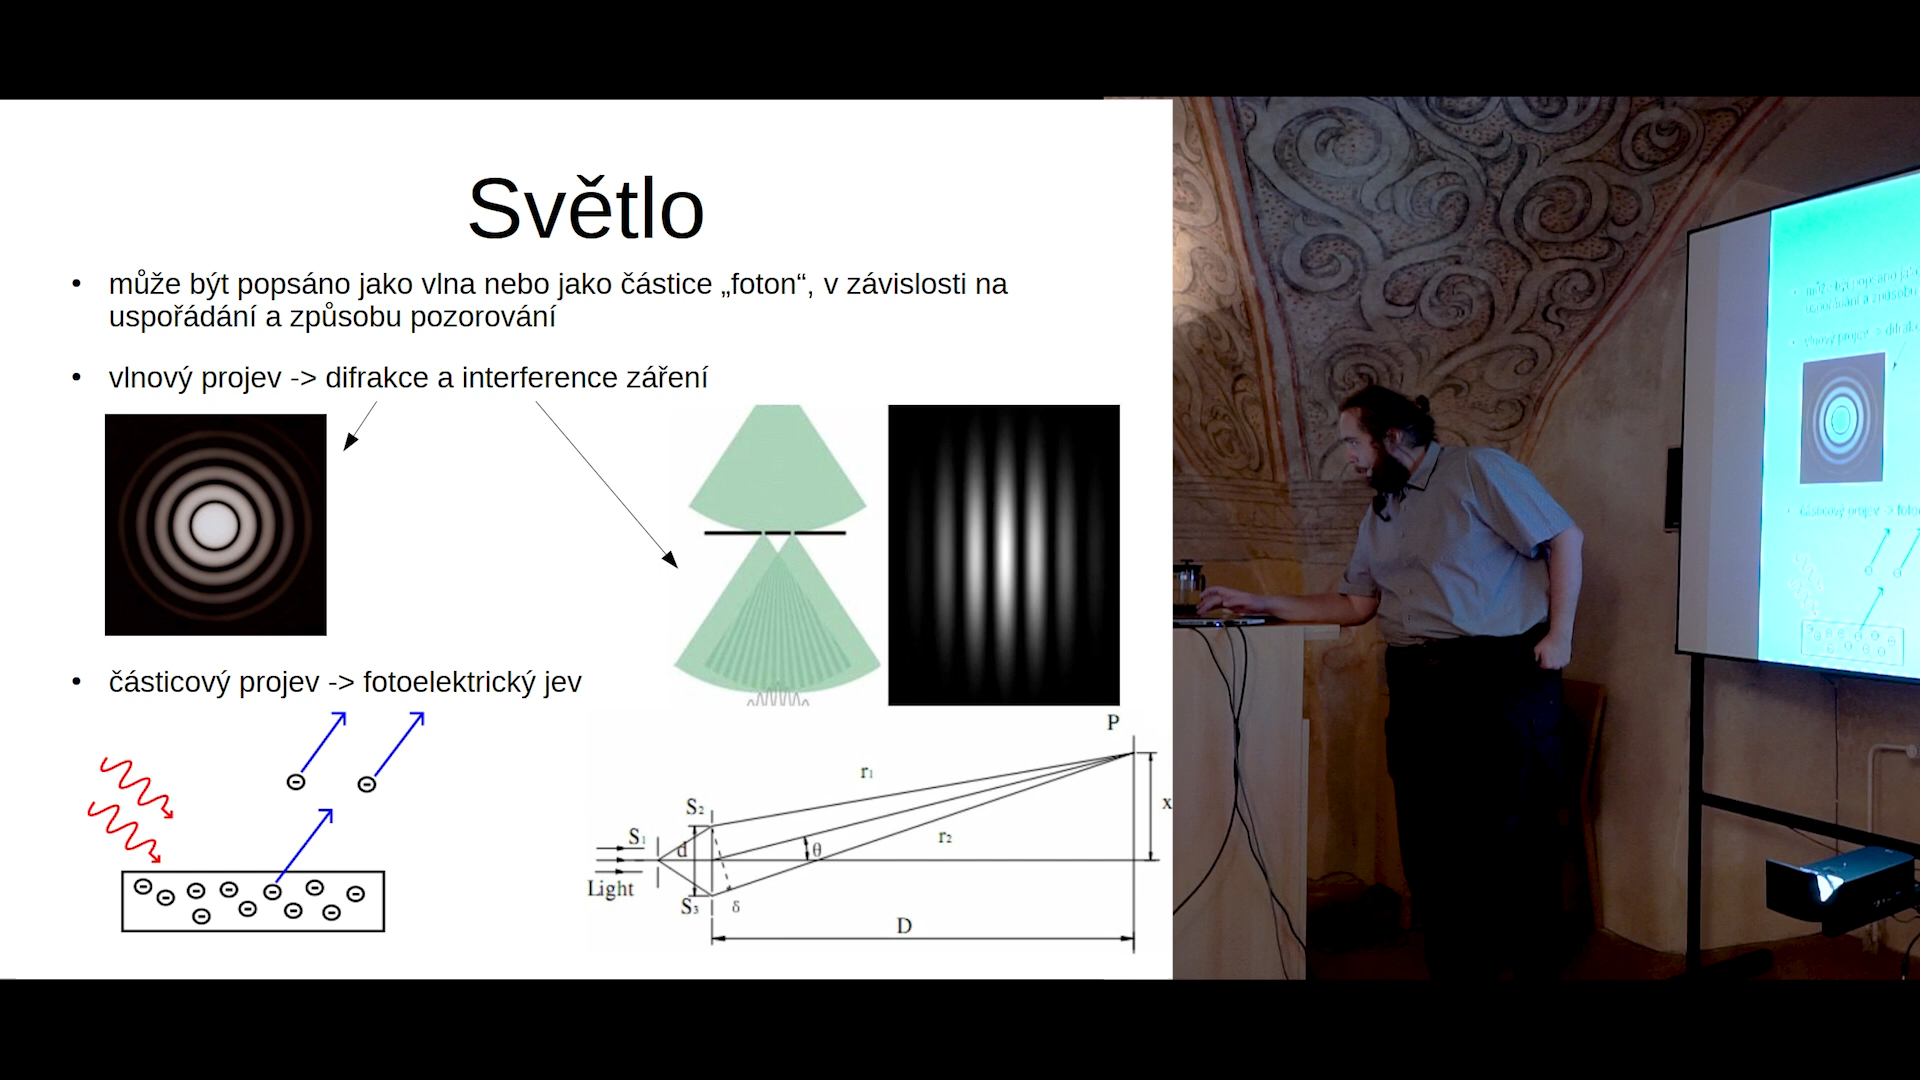 Světlo
• může být popsáno jako vlna nebo jako částice „foton“, v závislosti na
uspořádání a způsobu pozorování
• vlnový projev -> difrakce a interference záření
• částicový projev -> fotoelektrický jev
P
r₁
x
S₂
S₁
d
θ
r₂
Light
S₃
δ
D